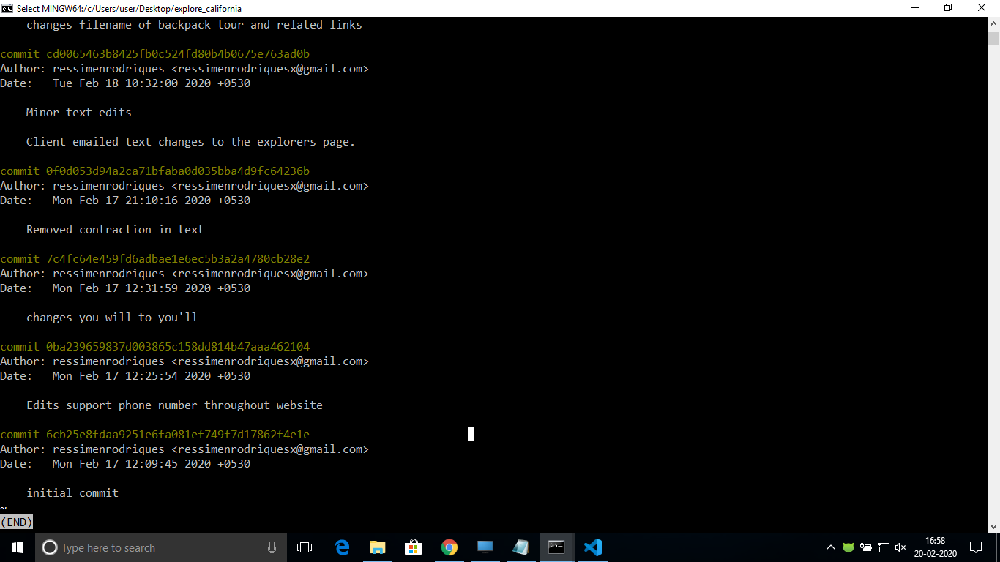 Select MINGW64:/c/Users/user/Desktop/explore_california
changes filename of backpack tour and related links
commit cd0065463b8425fb0c524fd80b4b0675e763ad0b
Author: ressimenrodriques <ressimenrodriquesx@gmail.com>
Date:   Tue Feb 18 10:32:00 2020 +0530
Minor text edits
Client emailed text changes to the explorers page.
commit 0f0d053d94a2ca71bfaba0d035bba4d9fc64236b
Author: ressimenrodriques <ressimenrodriquesx@gmail.com>
Date:   Mon Feb 17 21:10:16 2020 +0530
Removed contraction in text
commit 7c4fc64e459fd6adbae1e6ec5b3a2a4780cb28e2
Author: ressimenrodriques <ressimenrodriquesx@gmail.com>
Date:   Mon Feb 17 12:31:59 2020 +0530
changes you will to you'll
commit 0ba239659837d003865c158dd814b47aaa462104
Author: ressimenrodriques <ressimenrodriquesx@gmail.com>
Date:   Mon Feb 17 12:25:54 2020 +0530
Edits support phone number throughout website
commit 6cb25e8fdaa9251e6fa081ef749f7d17862f4e1e
Author: ressimenrodriques <ressimenrodriquesx@gmail.com>
Date:   Mon Feb 17 12:09:45 2020 +0530
initial commit
~
(END)
Type here to search
16:58
20-02-2020